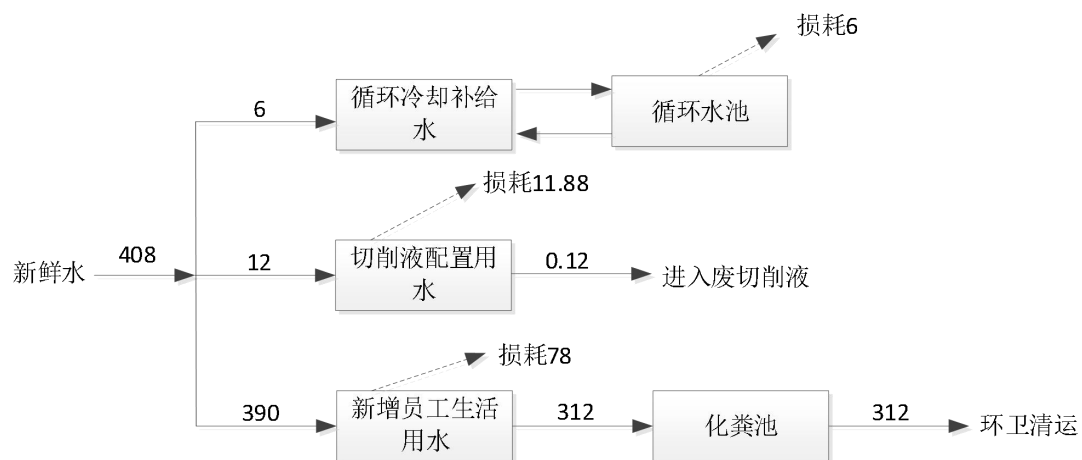 损耗6
6
循环冷却补给
水
循环水池
损耗11.88
新鲜水
408
12
切削液配置用
水
0.12
进入废切削液
损耗78
390
新增员工生活
用水
312
化粪池
312
环卫清运